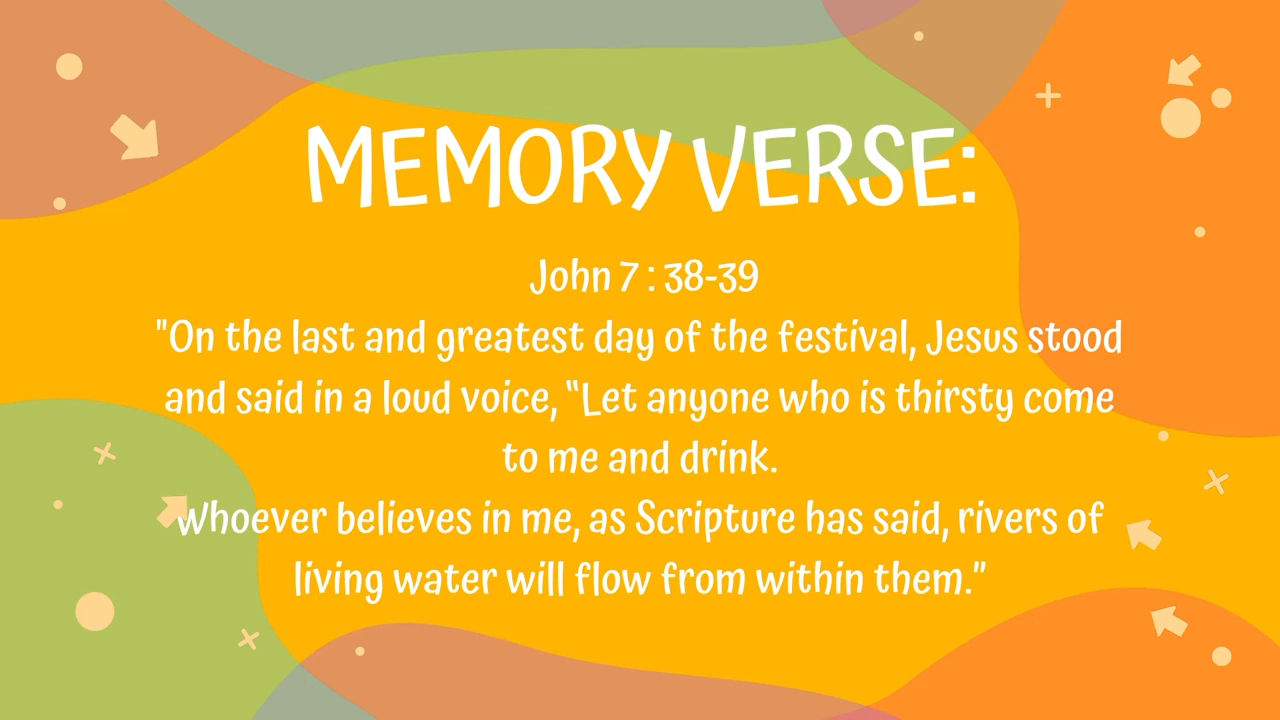 MEMORY VERSE:
John 7 : 38-39
"On the last and greatest day of the festival, Jesus stood
and said in a loud voice, “Let anyone who is thirsty come
to me and drink.
Whoever believes in me, as Scripture has said, rivers of
living water will flow from within them.”